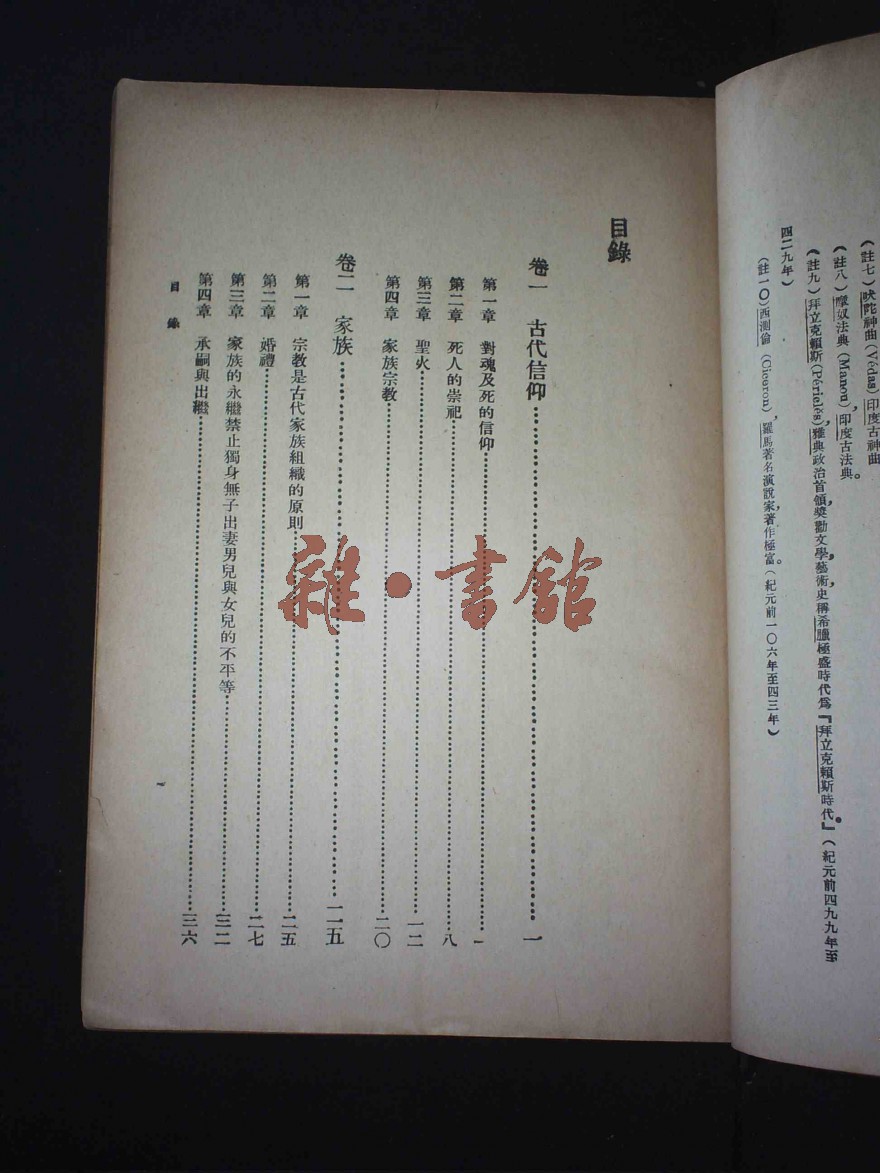 (註七)吠陀神曲(Védas)印度古神曲
(註八)摩奴法典(Manou),印度古法典。
(註九)拜立克賴斯(Périclès)雅典政治首領奬勸文學,藝術,史稱希臘極盛時代爲『拜立克賴斯時代。』(紀元前四九九年至
四二九年)
(註一〇)西測倫(Ciceron),羅馬著名演說家著作極富。(紀元前一〇六年至四三年)
目錄
卷一 古代信仰……一
第一章 對魂及死的信仰……一
第二章 死人的崇祀……八
第三章 聖火……一二
第四章 家族宗教……二〇
卷二 家族……二五
第一章 宗教是古代家族組織的原則……二五
第二章 婚禮……二七
第三章 家族的永繼禁止獨身無子出妻男兒與女兒的不平等……三二
第四章 承嗣與出繼……三六
目錄
一
雜·書館